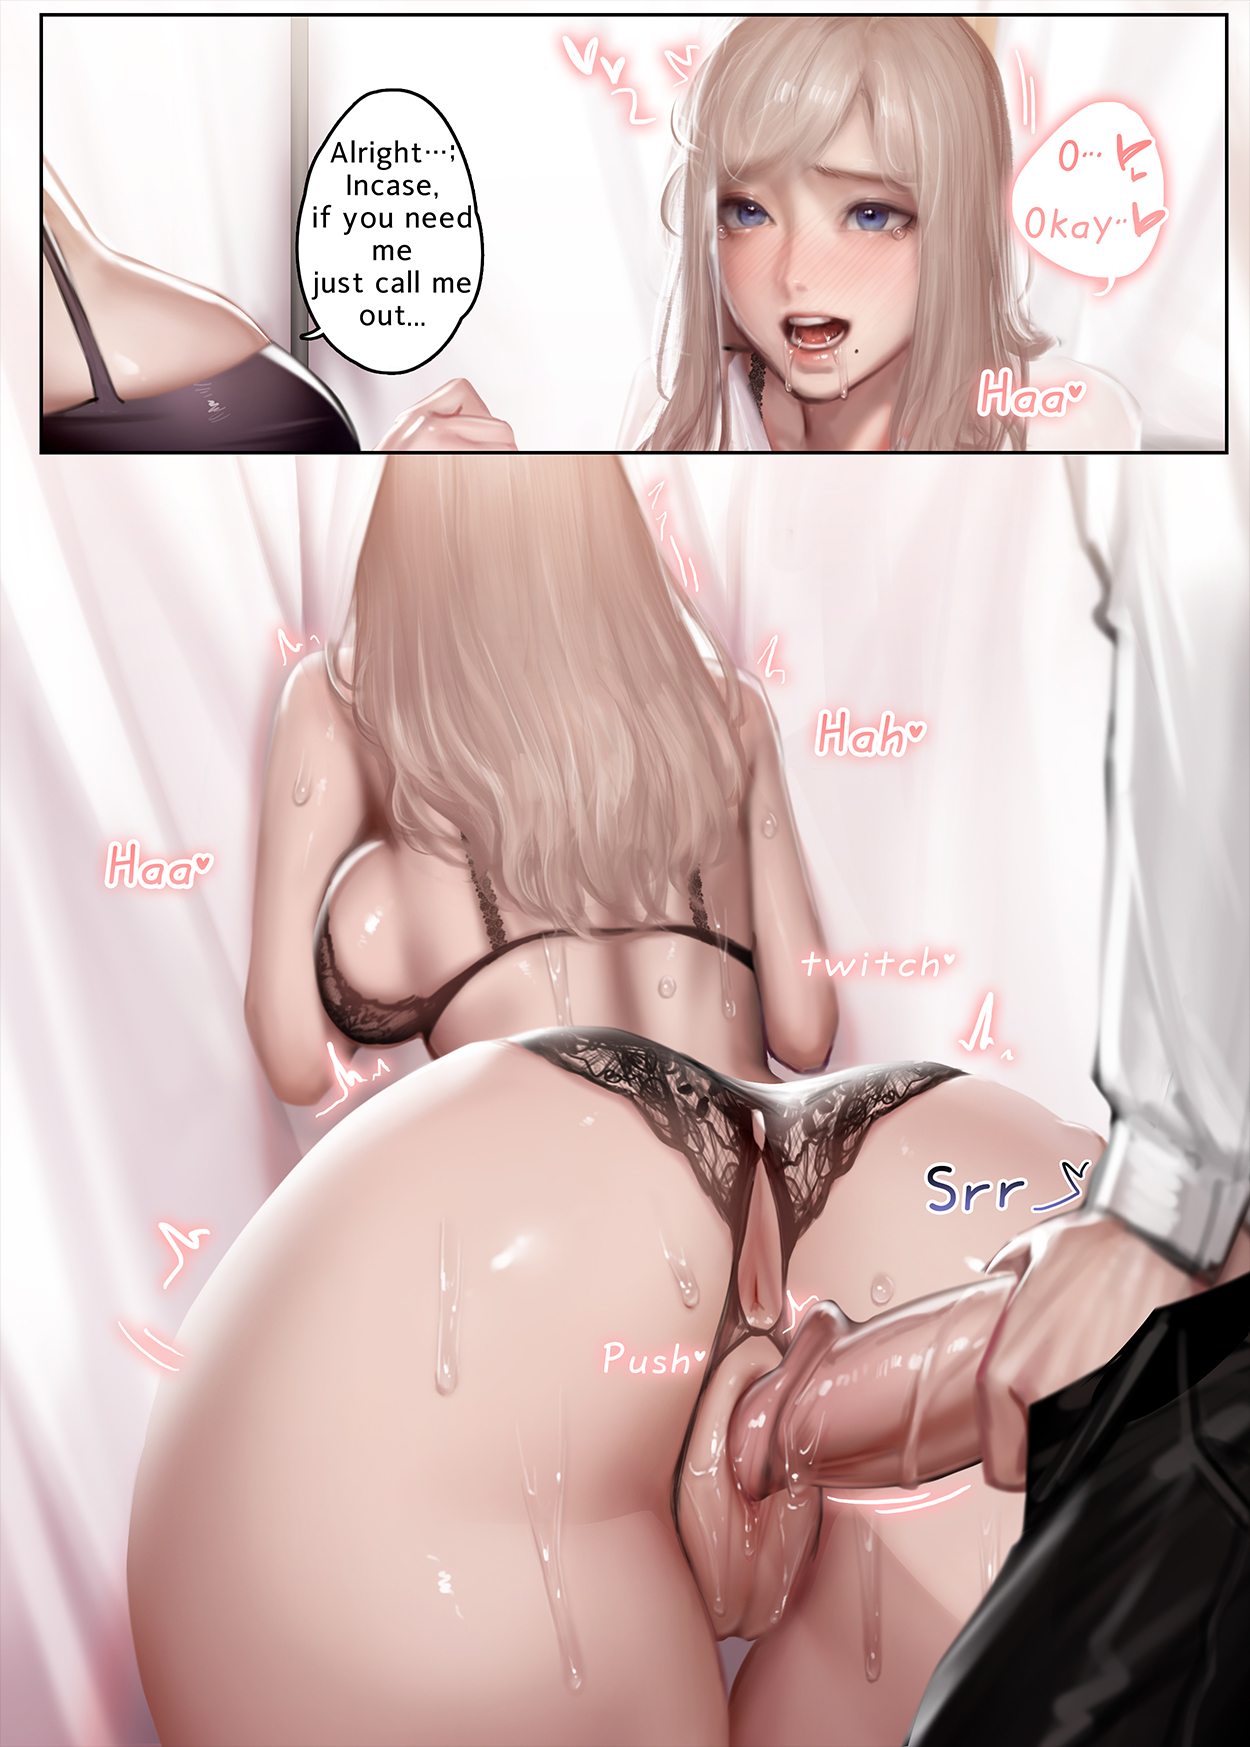 Alright…;
Incase,
if you need
me
just call me
out...
O…
Okay..
Haa
Hah
Haa
twitch
Srr
Push